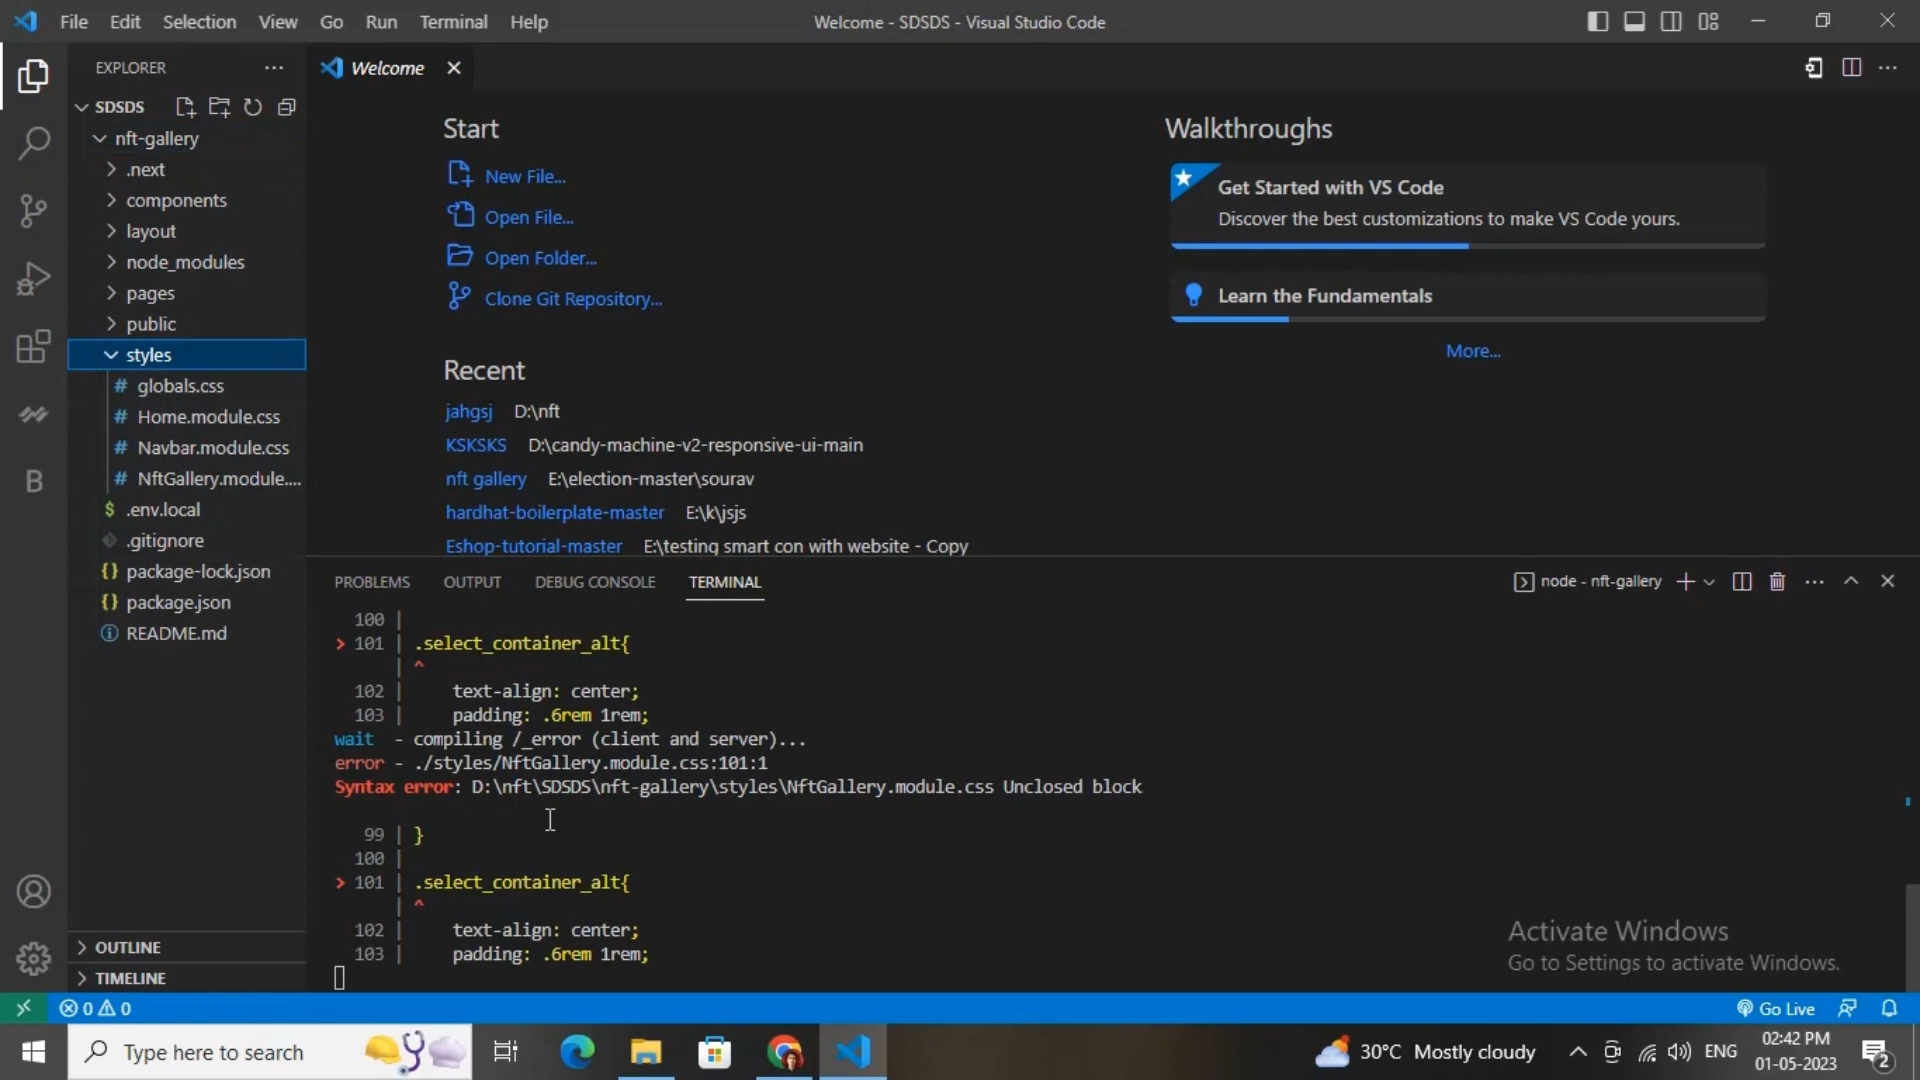 File Edit Selection View Go Run Terminal Help
Welcome - SDSDS - Visual Studio Code
EXPLORER
SDSDS
nft-gallery
.next
components
layout
node_modules
pages
public
styles
# globals.css
# Home.module.css
# Navbar.module.css
# NftGallery.module....
$ .env.local
.gitignore
{} package-lock.json
{} package.json
README.md
OUTLINE
TIMELINE
Welcome
Start
New File...
Open File...
Open Folder...
Clone Git Repository...
Recent
jahgsj D:\nft
KSKSKS D:\candy-machine-v2-responsive-ui-main
nft gallery E:\election-master\sourav
hardhat-boilerplate-master E:\k\jsjs
Eshop-tutorial-master E:\testing smart con with website - Copy
Walkthroughs
Get Started with VS Code
Discover the best customizations to make VS Code yours.
Learn the Fundamentals
More...
PROBLEMS OUTPUT DEBUG CONSOLE TERMINAL
node - nft-gallery
100 |
> 101 | .select_container_alt{
| ^
102 | text-align: center;
103 | padding: .6rem 1rem;
wait - compiling /_error (client and server)...
error - ./styles/NftGallery.module.css:101:1
Syntax error: D:\nft\SDSDS\nft-gallery\styles\NftGallery.module.css Unclosed block
99 | }
100 |
> 101 | .select_container_alt{
| ^
102 | text-align: center;
103 | padding: .6rem 1rem;
Activate Windows
Go to Settings to activate Windows.
0 0
Go Live
Type here to search
30°C Mostly cloudy
ENG
02:42 PM
01-05-2023
2
B